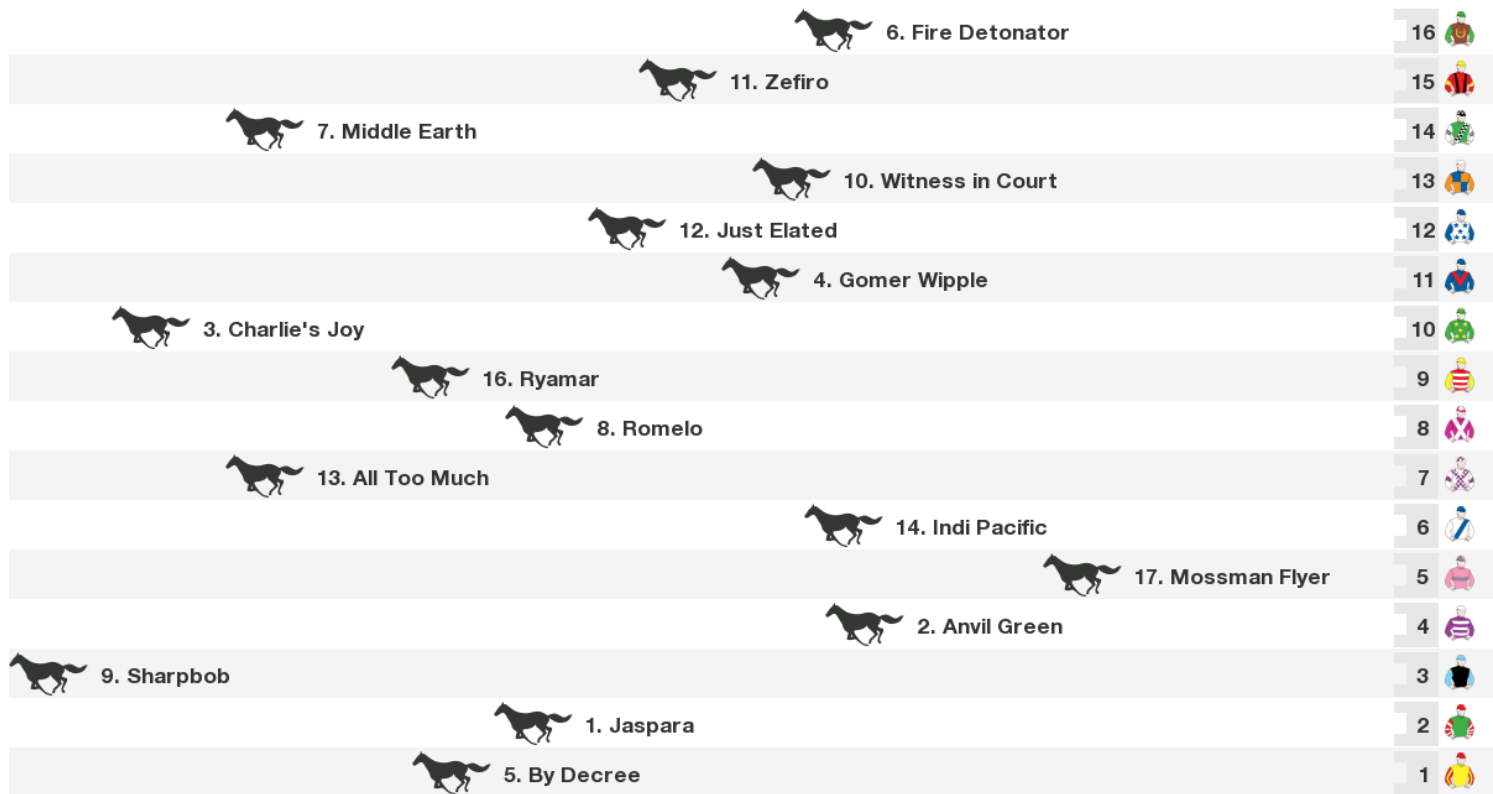 6. Fire Detonator 16
11. Zefiro 15
7. Middle Earth 14
10. Witness in Court 13
12. Just Elated 12
4. Gomer Wipple 11
3. Charlie's Joy 10
16. Ryamar 9
8. Romelo 8
13. All Too Much 7
14. Indi Pacific 6
17. Mossman Flyer 5
2. Anvil Green 4
9. Sharpbob 3
1. Jaspara 2
5. By Decree 1